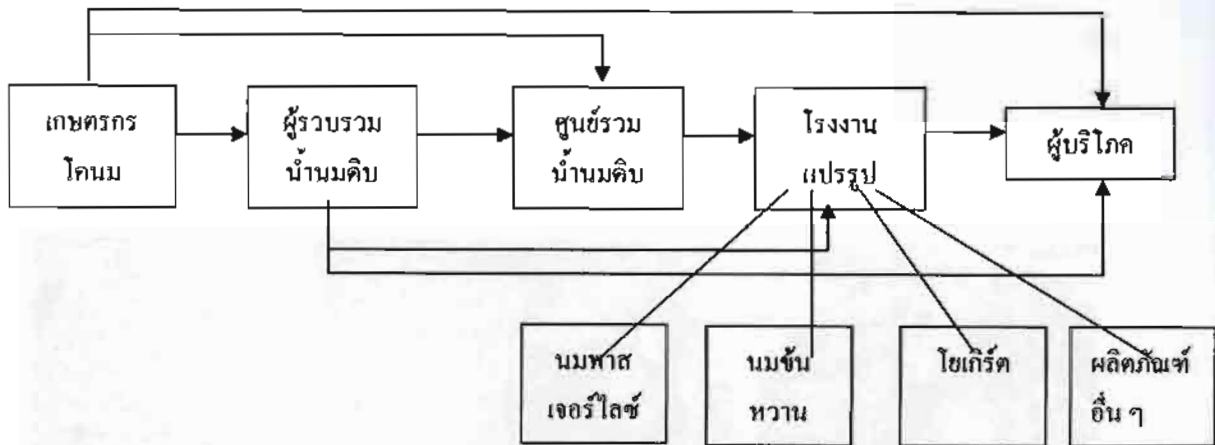 เกษตรกร
โคนม
ผู้รวบรวม
น้ำนมดิบ
ศูนย์รวม
น้ำนมดิบ
โรงงาน
แปรรูป
ผู้บริโภค
นมพาส
เจอร์ไลซ์
นมข้น
หวาน
โยเกิร์ต
ผลิตภัณฑ์
อื่น ๆ